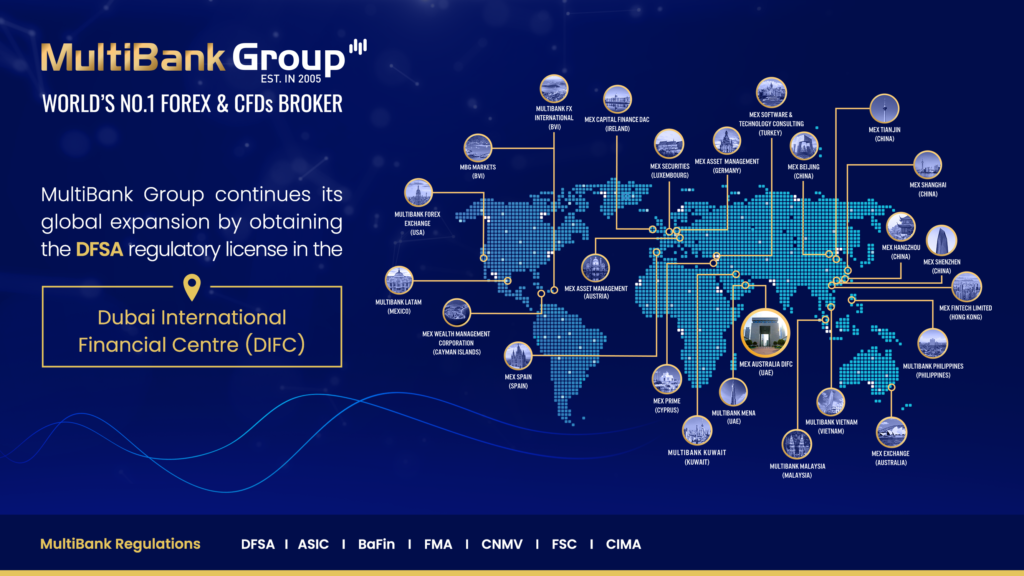 MultiBank Group
EST. IN 2005
WORLD'S NO.1 FOREX & CFDs BROKER
MultiBank Group continues its
global expansion by obtaining
the DFSA regulatory license in the
Dubai International
Financial Centre (DIFC)
MULTIBANK FX
INTERNATIONAL
(BVI)
MEX CAPITAL FINANCE DAC
(IRELAND)
MEX SOFTWARE &
TECHNOLOGY CONSULTING
(TURKEY)
MEX TIANJIN
(CHINA)
MBG MARKETS
(BVI)
MEX SECURITIES
(LUXEMBOURG)
MEX ASSET MANAGEMENT
(GERMANY)
MEX BEIJING
(CHINA)
MEX SHANGHAI
(CHINA)
MULTIBANK FOREX
EXCHANGE
(USA)
MEX HANGZHOU
(CHINA)
MEX SHENZHEN
(CHINA)
MULTIBANK LATAM
(MEXICO)
MEX ASSET MANAGEMENT
(AUSTRIA)
MEX FINTECH LIMITED
(HONG KONG)
MEX WEALTH MANAGEMENT
CORPORATION
(CAYMAN ISLANDS)
MEX SPAIN
(SPAIN)
MEX AUSTRALIA DIFC
(UAE)
MULTIBANK PHILIPPINES
(PHILIPPINES)
MEX PRIME
(CYPRUS)
MULTIBANK MENA
(UAE)
MULTIBANK VIETNAM
(VIETNAM)
MULTIBANK KUWAIT
(KUWAIT)
MULTIBANK MALAYSIA
(MALAYSIA)
MEX EXCHANGE
(AUSTRALIA)
MultiBank Regulations DFSA | ASIC | BaFin | FMA | CNMV | FSC | CIMA